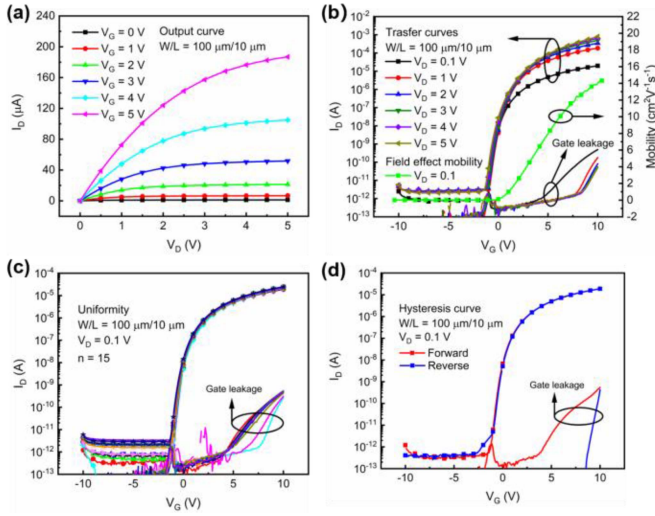 (a)
V_G = 0 V
V_G = 1 V
V_G = 2 V
V_G = 3 V
V_G = 4 V
V_G = 5 V
Output curve
W/L = 100 μm/10 μm
240
200
160
120
80
40
0
I_D (μA)
0 1 2 3 4 5
V_D (V)
(b)
Trasfer curves
W/L = 100 μm/10 μm
V_D = 0.1 V
V_D = 1 V
V_D = 2 V
V_D = 3 V
V_D = 4 V
V_D = 5 V
Field effect mobility
V_D = 0.1
Gate leakage
10^-2
10^-3
10^-4
10^-5
10^-6
10^-7
10^-8
10^-9
10^-10
10^-11
10^-12
10^-13
I_D (A)
22
20
18
16
14
12
10
8
6
4
2
0
-2
Mobility (cm²V⁻¹s⁻¹)
-10 -5 0 5 10
V_G (V)
(c)
Uniformity
W/L = 100 μm/10 μm
V_D = 0.1 V
n = 15
Gate leakage
10^-4
10^-5
10^-6
10^-7
10^-8
10^-9
10^-10
10^-11
10^-12
10^-13
I_D (A)
-10 -5 0 5 10
V_G (V)
(d)
Hysteresis curve
W/L = 100 μm/10 μm
V_D = 0.1 V
Forward
Reverse
Gate leakage
10^-4
10^-5
10^-6
10^-7
10^-8
10^-9
10^-10
10^-11
10^-12
10^-13
I_D (A)
-10 -5 0 5 10
V_G (V)